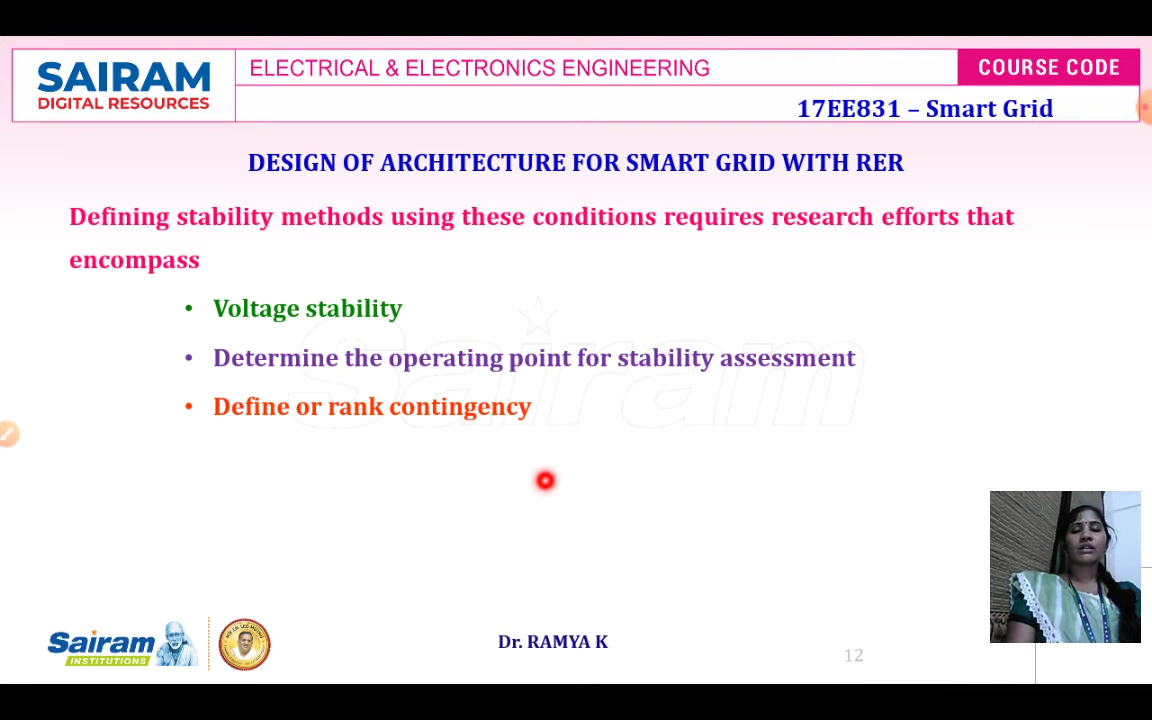 SAIRAM
DIGITAL RESOURCES
ELECTRICAL & ELECTRONICS ENGINEERING
COURSE CODE
17EE831 – Smart Grid
DESIGN OF ARCHITECTURE FOR SMART GRID WITH RER
Defining stability methods using these conditions requires research efforts that
encompass
• Voltage stability
• Determine the operating point for stability assessment
• Define or rank contingency
Sairam
Sairam
INSTITUTIONS
Dr. RAMYA K
12